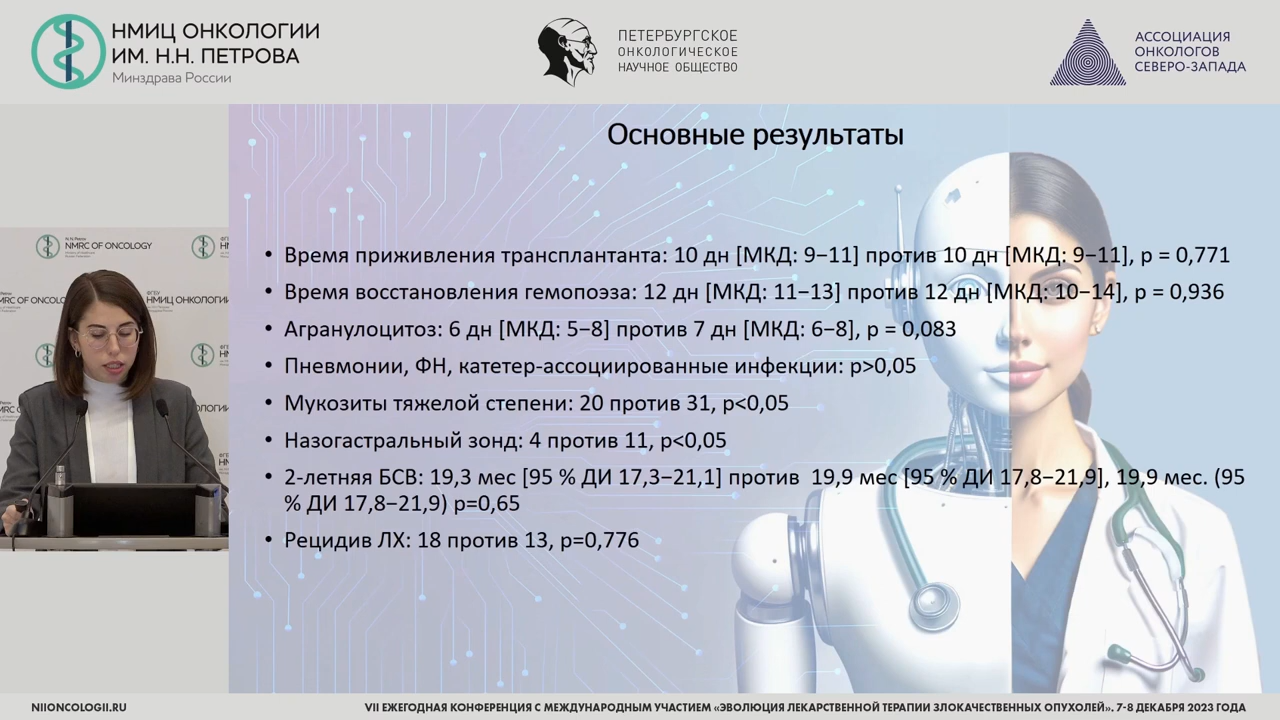 НМИЦ ОНКОЛОГИИ
ИМ. Н.Н. ПЕТРОВА
Минздрава России
ПЕТЕРБУРГСКОЕ
ОНКОЛОГИЧЕСКОЕ
НАУЧНОЕ ОБЩЕСТВО
АССОЦИАЦИЯ
ОНКОЛОГОВ
СЕВЕРО-ЗАПАДА
Основные результаты
• Время приживления трансплантанта: 10 дн [МКД: 9–11] против 10 дн [МКД: 9–11], p = 0,771
• Время восстановления гемопоэза: 12 дн [МКД: 11–13] против 12 дн [МКД: 10–14], p = 0,936
• Агранулоцитоз: 6 дн [МКД: 5–8] против 7 дн [МКД: 6–8], p = 0,083
• Пневмонии, ФН, катетер-ассоциированные инфекции: p>0,05
• Мукозиты тяжелой степени: 20 против 31, p<0,05
• Назогастральный зонд: 4 против 11, p<0,05
• 2-летняя БСВ: 19,3 мес [95 % ДИ 17,3–21,1] против 19,9 мес [95 % ДИ 17,8–21,9], 19,9 мес. (95
% ДИ 17,8–21,9) p=0,65
• Рецидив ЛХ: 18 против 13, p=0,776
NMRC OF ONCOLOGY
НМИЦ ОНКОЛОГИИ
NIIONCOLOGII.RU
VII ЕЖЕГОДНАЯ КОНФЕРЕНЦИЯ С МЕЖДУНАРОДНЫМ УЧАСТИЕМ «ЭВОЛЮЦИЯ ЛЕКАРСТВЕННОЙ ТЕРАПИИ ЗЛОКАЧЕСТВЕННЫХ ОПУХОЛЕЙ». 7-8 ДЕКАБРЯ 2023 ГОДА